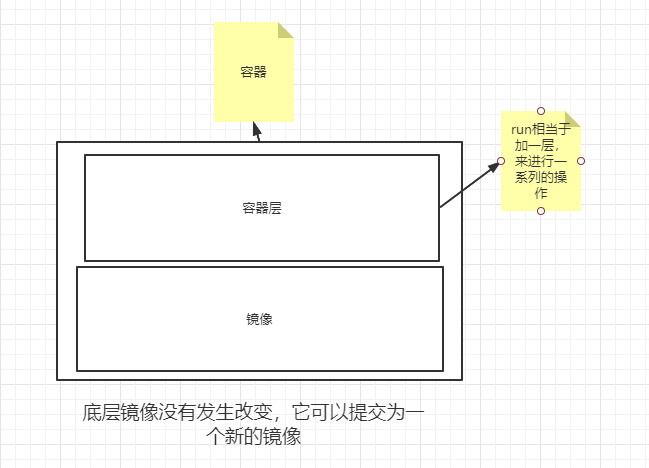 容器
run相当于
加一层，
来进行一
系列的操
作
容器层
镜像
底层镜像没有发生改变，它可以提交为一
个新的镜像